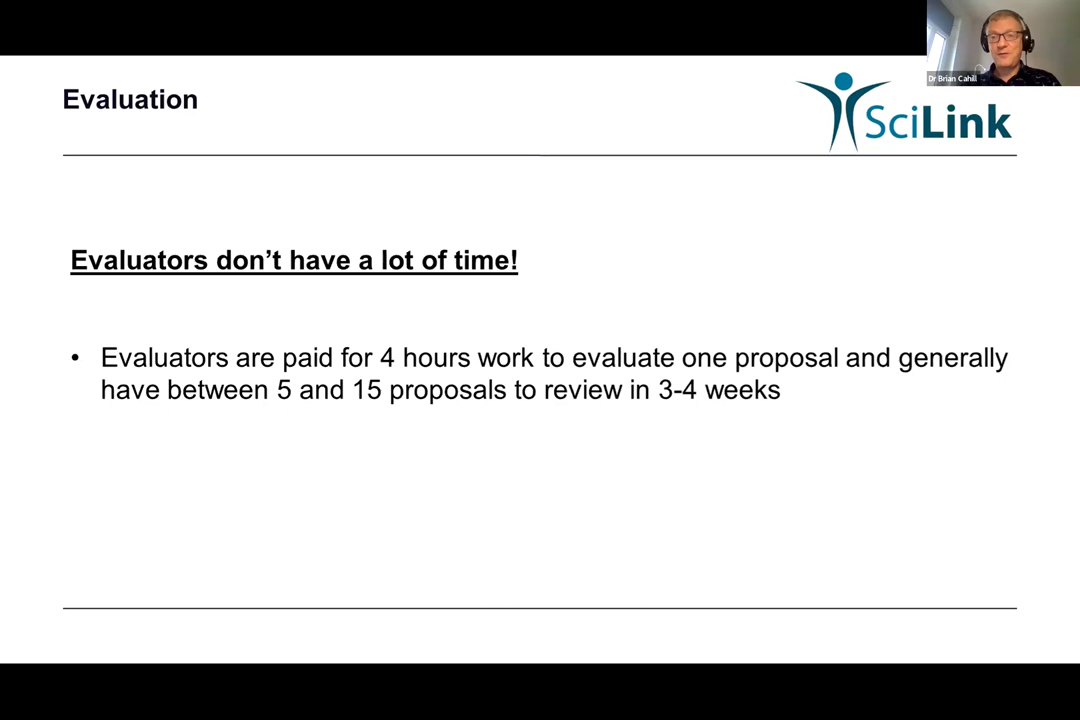 Dr Brian Cahill
Evaluation
SciLink
Evaluators don’t have a lot of time!
• Evaluators are paid for 4 hours work to evaluate one proposal and generally
have between 5 and 15 proposals to review in 3-4 weeks